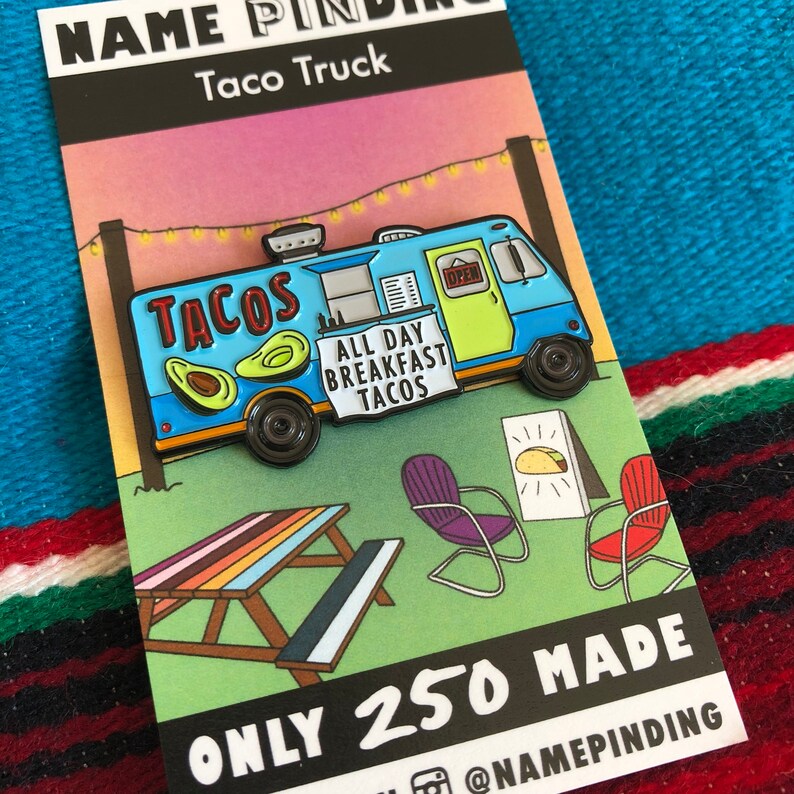 NAME PINDING
Taco Truck
TACOS
OPEN
ALL DAY
BREAKFAST
TACOS
ONLY 250 MADE
@NAMEPINDING